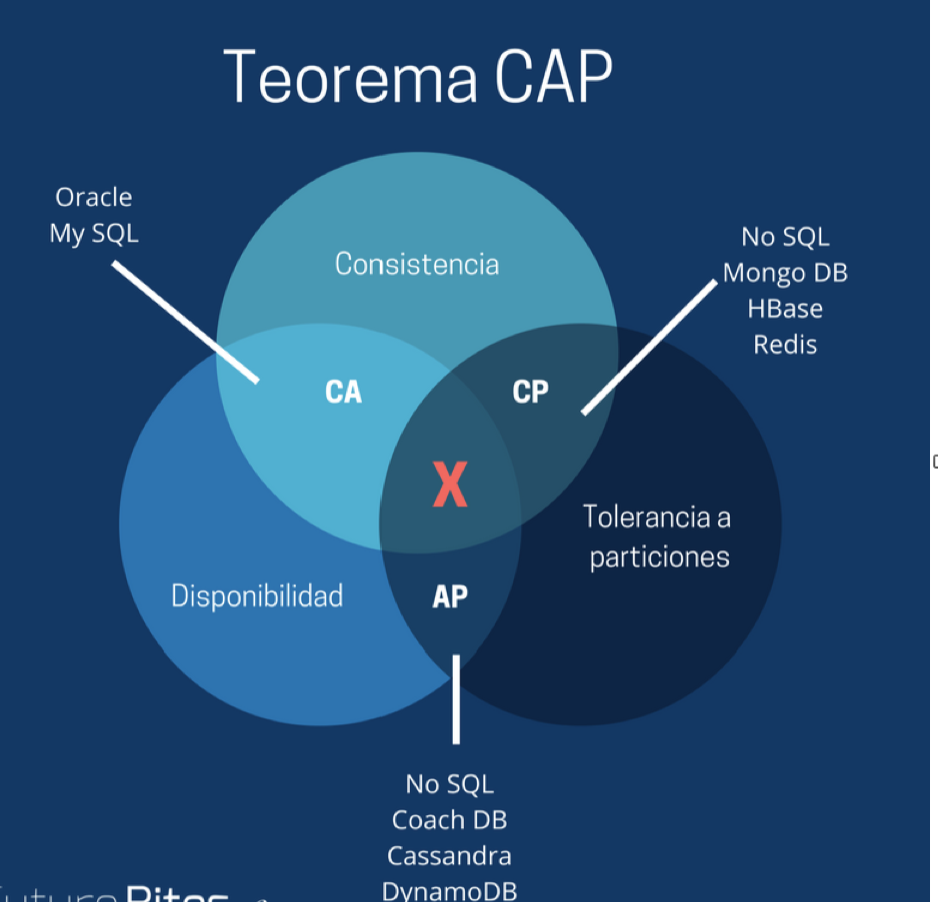 Teorema CAP
Oracle
My SQL
No SQL
Mongo DB
HBase
Redis
Consistencia
CA
CP
X
Tolerancia a
particiones
Disponibilidad
AP
No SQL
Coach DB
Cassandra
DynamoDB